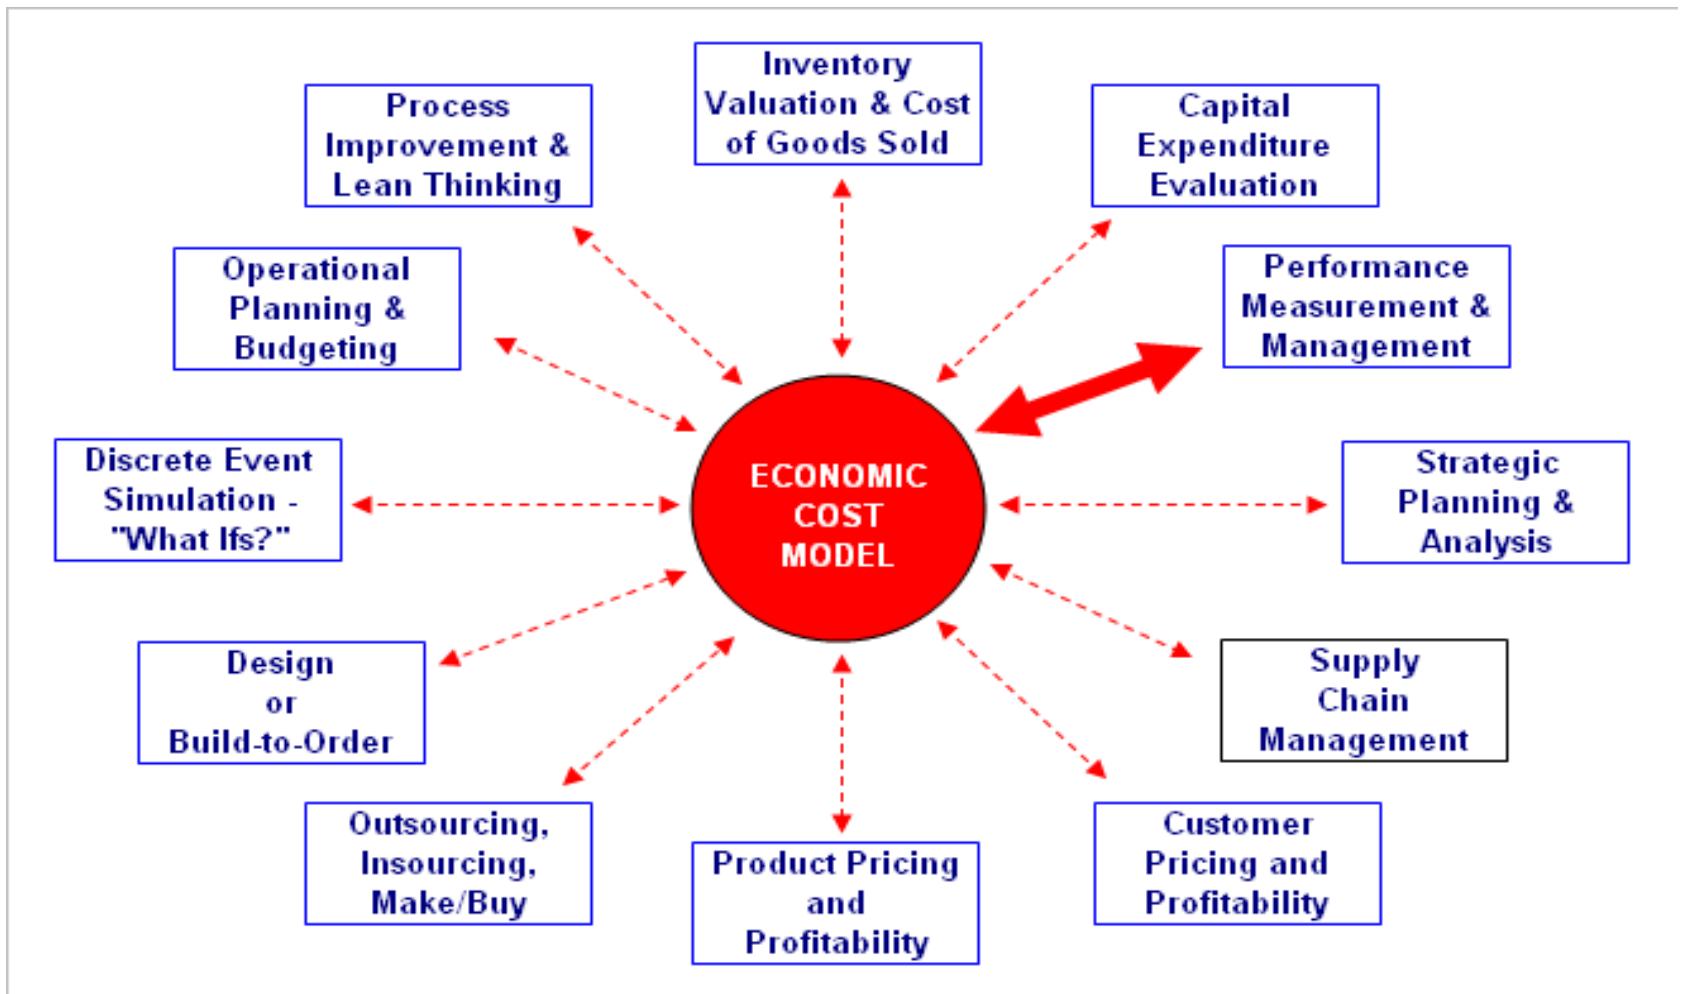 Inventory
Valuation & Cost
of Goods Sold
Process
Improvement &
Lean Thinking
Capital
Expenditure
Evaluation
Operational
Planning &
Budgeting
Performance
Measurement &
Management
Discrete Event
Simulation -
"What Ifs?"
ECONOMIC
COST
MODEL
Strategic
Planning &
Analysis
Design
or
Build-to-Order
Supply
Chain
Management
Outsourcing,
Insourcing,
Make/Buy
Product Pricing
and
Profitability
Customer
Pricing and
Profitability